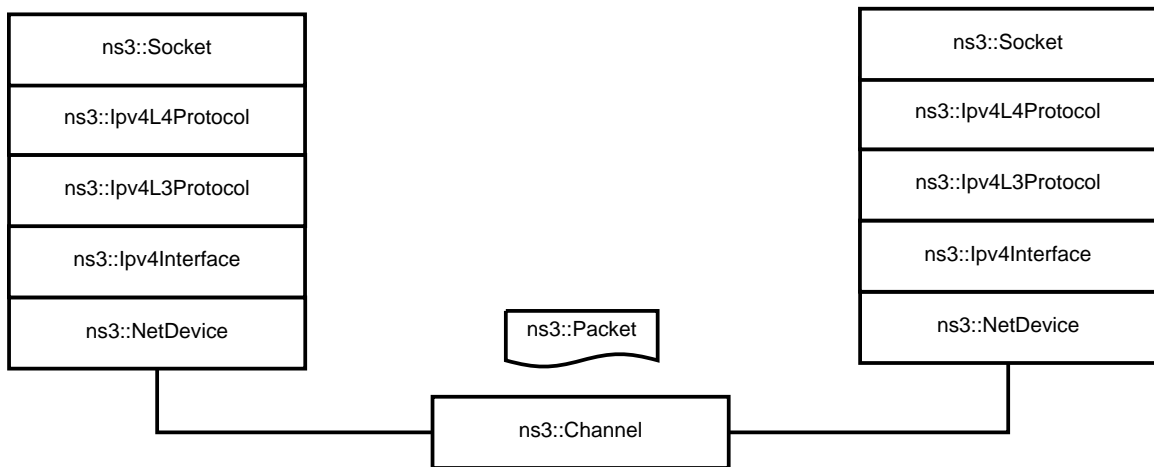 ns3::Socket
ns3::Ipv4L4Protocol
ns3::Ipv4L3Protocol
ns3::Ipv4Interface
ns3::NetDevice
ns3::Packet
ns3::Channel
ns3::Socket
ns3::Ipv4L4Protocol
ns3::Ipv4L3Protocol
ns3::Ipv4Interface
ns3::NetDevice